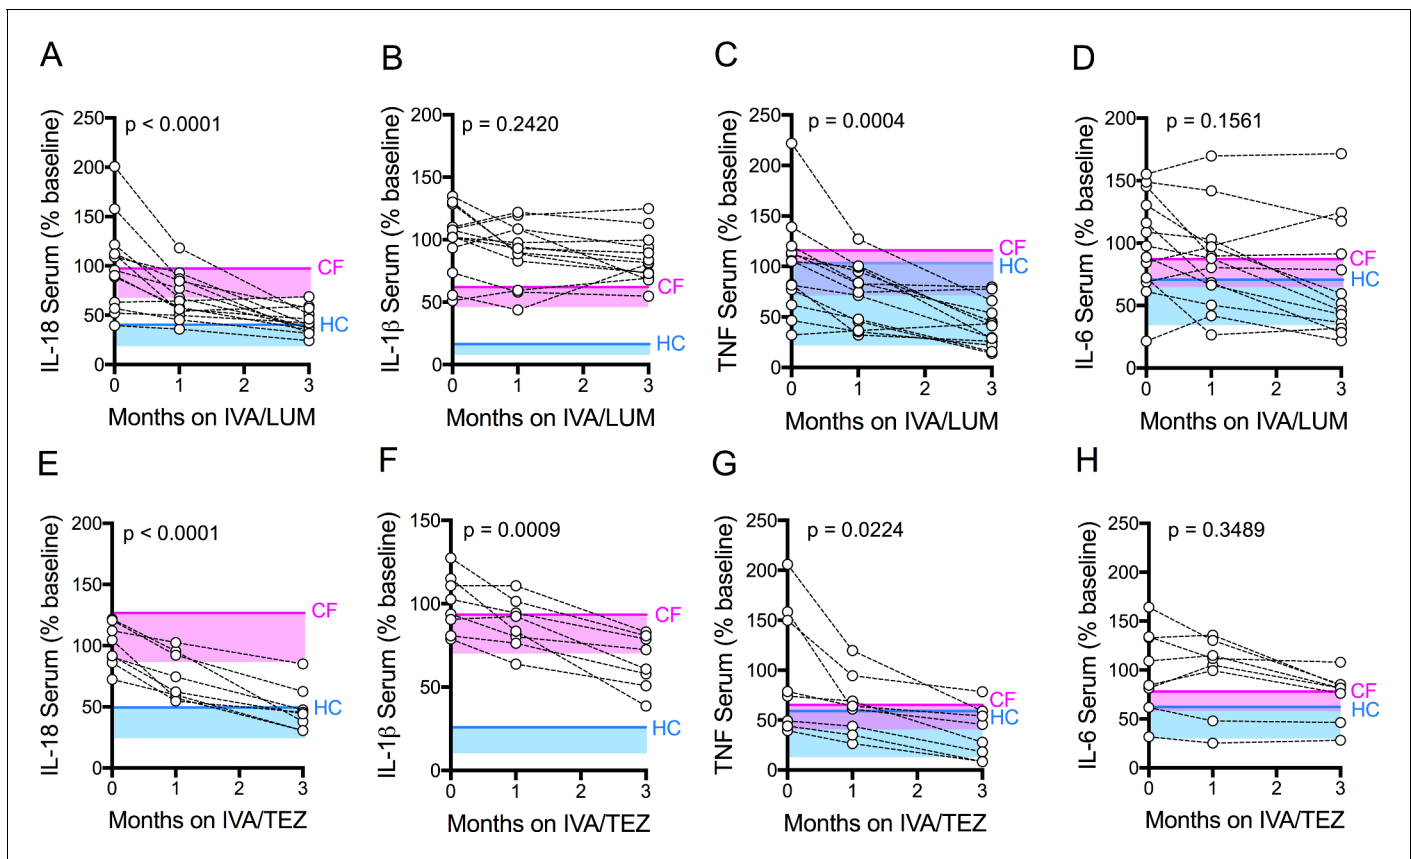 A
B
C
D
IL-18 Serum (% baseline)
250
200
150
100
50
0
p < 0.0001
CF
HC
0 1 2 3
Months on IVA/LUM
IL-1β Serum (% baseline)
200
150
100
50
0
p = 0.2420
CF
HC
0 1 2 3
Months on IVA/LUM
TNF Serum (% baseline)
250
200
150
100
50
0
p = 0.0004
CF
HC
0 1 2 3
Months on IVA/LUM
IL-6 Serum (% baseline)
200
150
100
50
0
p = 0.1561
CF
HC
0 1 2 3
Months on IVA/LUM
E
F
G
H
IL-18 Serum (% baseline)
200
150
100
50
0
p < 0.0001
CF
HC
0 1 2 3
Months on IVA/TEZ
IL-1β Serum (% baseline)
150
100
50
0
p = 0.0009
CF
HC
0 1 2 3
Months on IVA/TEZ
TNF Serum (% baseline)
250
200
150
100
50
0
p = 0.0224
CF
HC
0 1 2 3
Months on IVA/TEZ
IL-6 Serum (% baseline)
250
200
150
100
50
0
p = 0.3489
CF
HC
0 1 2 3
Months on IVA/TEZ